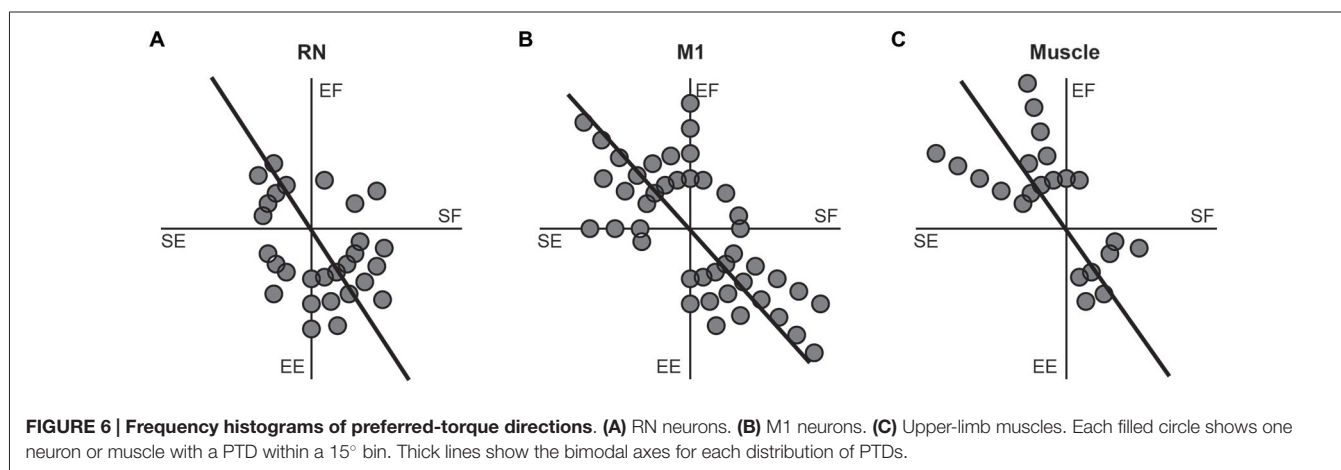 A
RN
EF
SF
SE
EE
B
M1
EF
SF
SE
EE
C
Muscle
EF
SF
SE
EE
FIGURE 6 | Frequency histograms of preferred-torque directions. (A) RN neurons. (B) M1 neurons. (C) Upper-limb muscles. Each filled circle shows one
neuron or muscle with a PTD within a 15° bin. Thick lines show the bimodal axes for each distribution of PTDs.